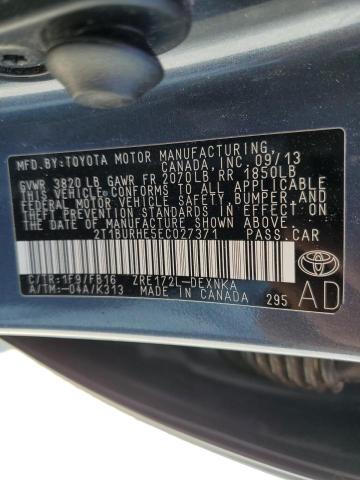 MFD. BY: TOYOTA MOTOR MANUFACTURING,
CANADA, INC. 09/13
GVWR 3820 LB GAWR FR 2070LB RR 1850LB
THIS VEHICLE CONFORMS TO ALL APPLICABLE
FEDERAL MOTOR VEHICLE SAFETY, BUMPER, AND
THEFT PREVENTION STANDARDS IN EFFECT ON
THE DATE OF MANUFACTURE SHOWN ABOVE.
2T1BURHE5EC027371 PASS.CAR
C/TR:1F9/FB16 ZRE172L-DEXNKA
A/TM:-04A/K313 MADE IN CANADA 295
AD